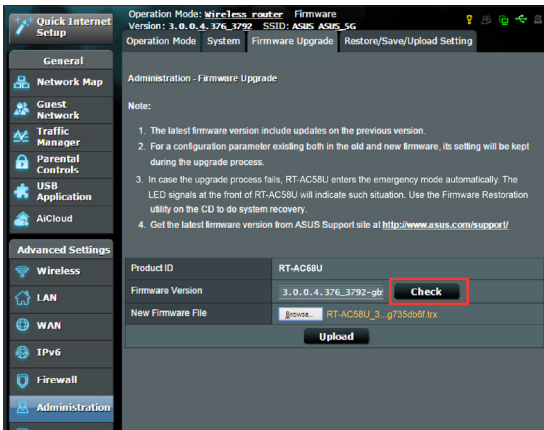 Quick Internet
Setup
Operation Mode: Wireless router Firmware
Version: 3.0.0.4.376_3792 SSID: ASUS ASUS_5G
Operation Mode System Firmware Upgrade Restore/Save/Upload Setting
General
Network Map
Guest
Network
Traffic
Manager
Parental
Controls
USB
Application
AiCloud
Advanced Settings
Wireless
LAN
WAN
IPv6
Firewall
Administration
Administration - Firmware Upgrade
Note:
1. The latest firmware version include updates on the previous version.
2. For a configuration parameter existing both in the old and new firmware, its setting will be kept
during the upgrade process.
3. In case the upgrade process fails, RT-AC58U enters the emergency mode automatically. The
LED signals at the front of RT-AC58U will indicate such situation. Use the Firmware Restoration
utility on the CD to do system recovery.
4. Get the latest firmware version from ASUS Support site at http://www.asus.com/support/
Product ID RT-AC58U
Firmware Version 3.0.0.4.376_3792-gb Check
New Firmware File Browse... RT-AC58U_3...g735db6f.trx
Upload